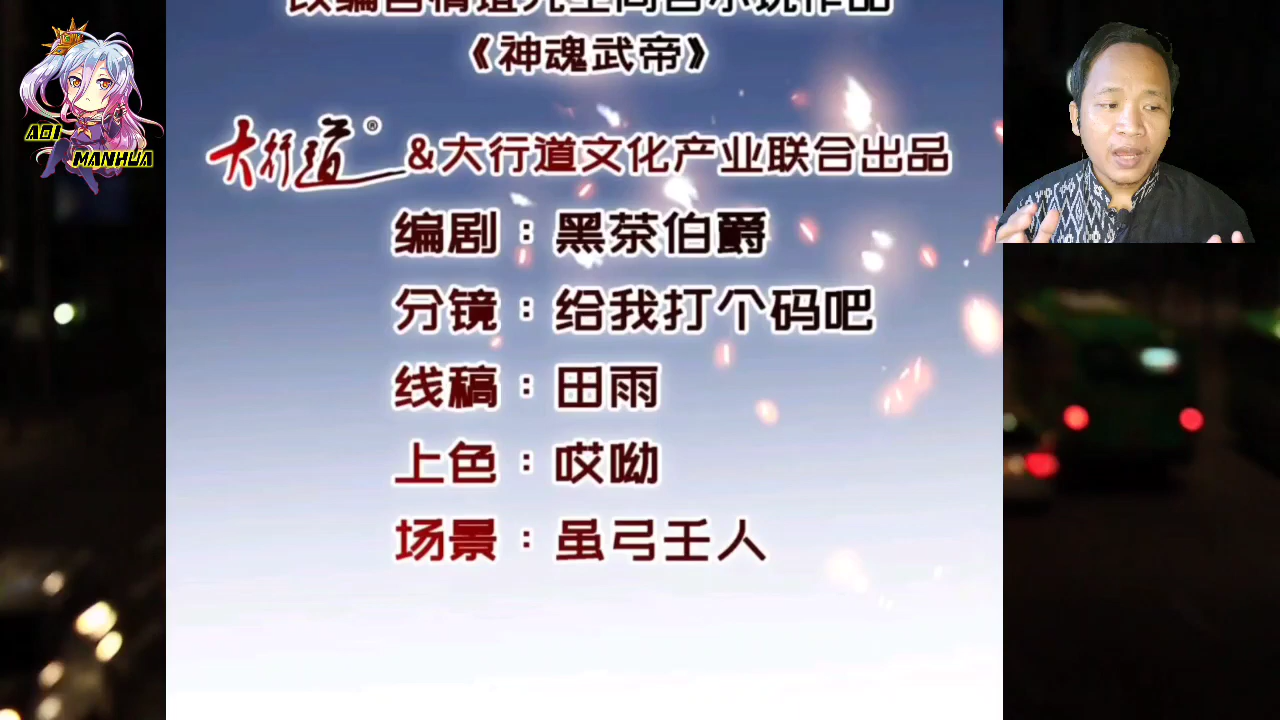 《神魂武帝》
大行道® &大行道文化产业联合出品
编剧：黑茶伯爵
分镜：给我打个码吧
线稿：田雨
上色：哎呦
场景：虽弓壬人
AOI
MANHUA